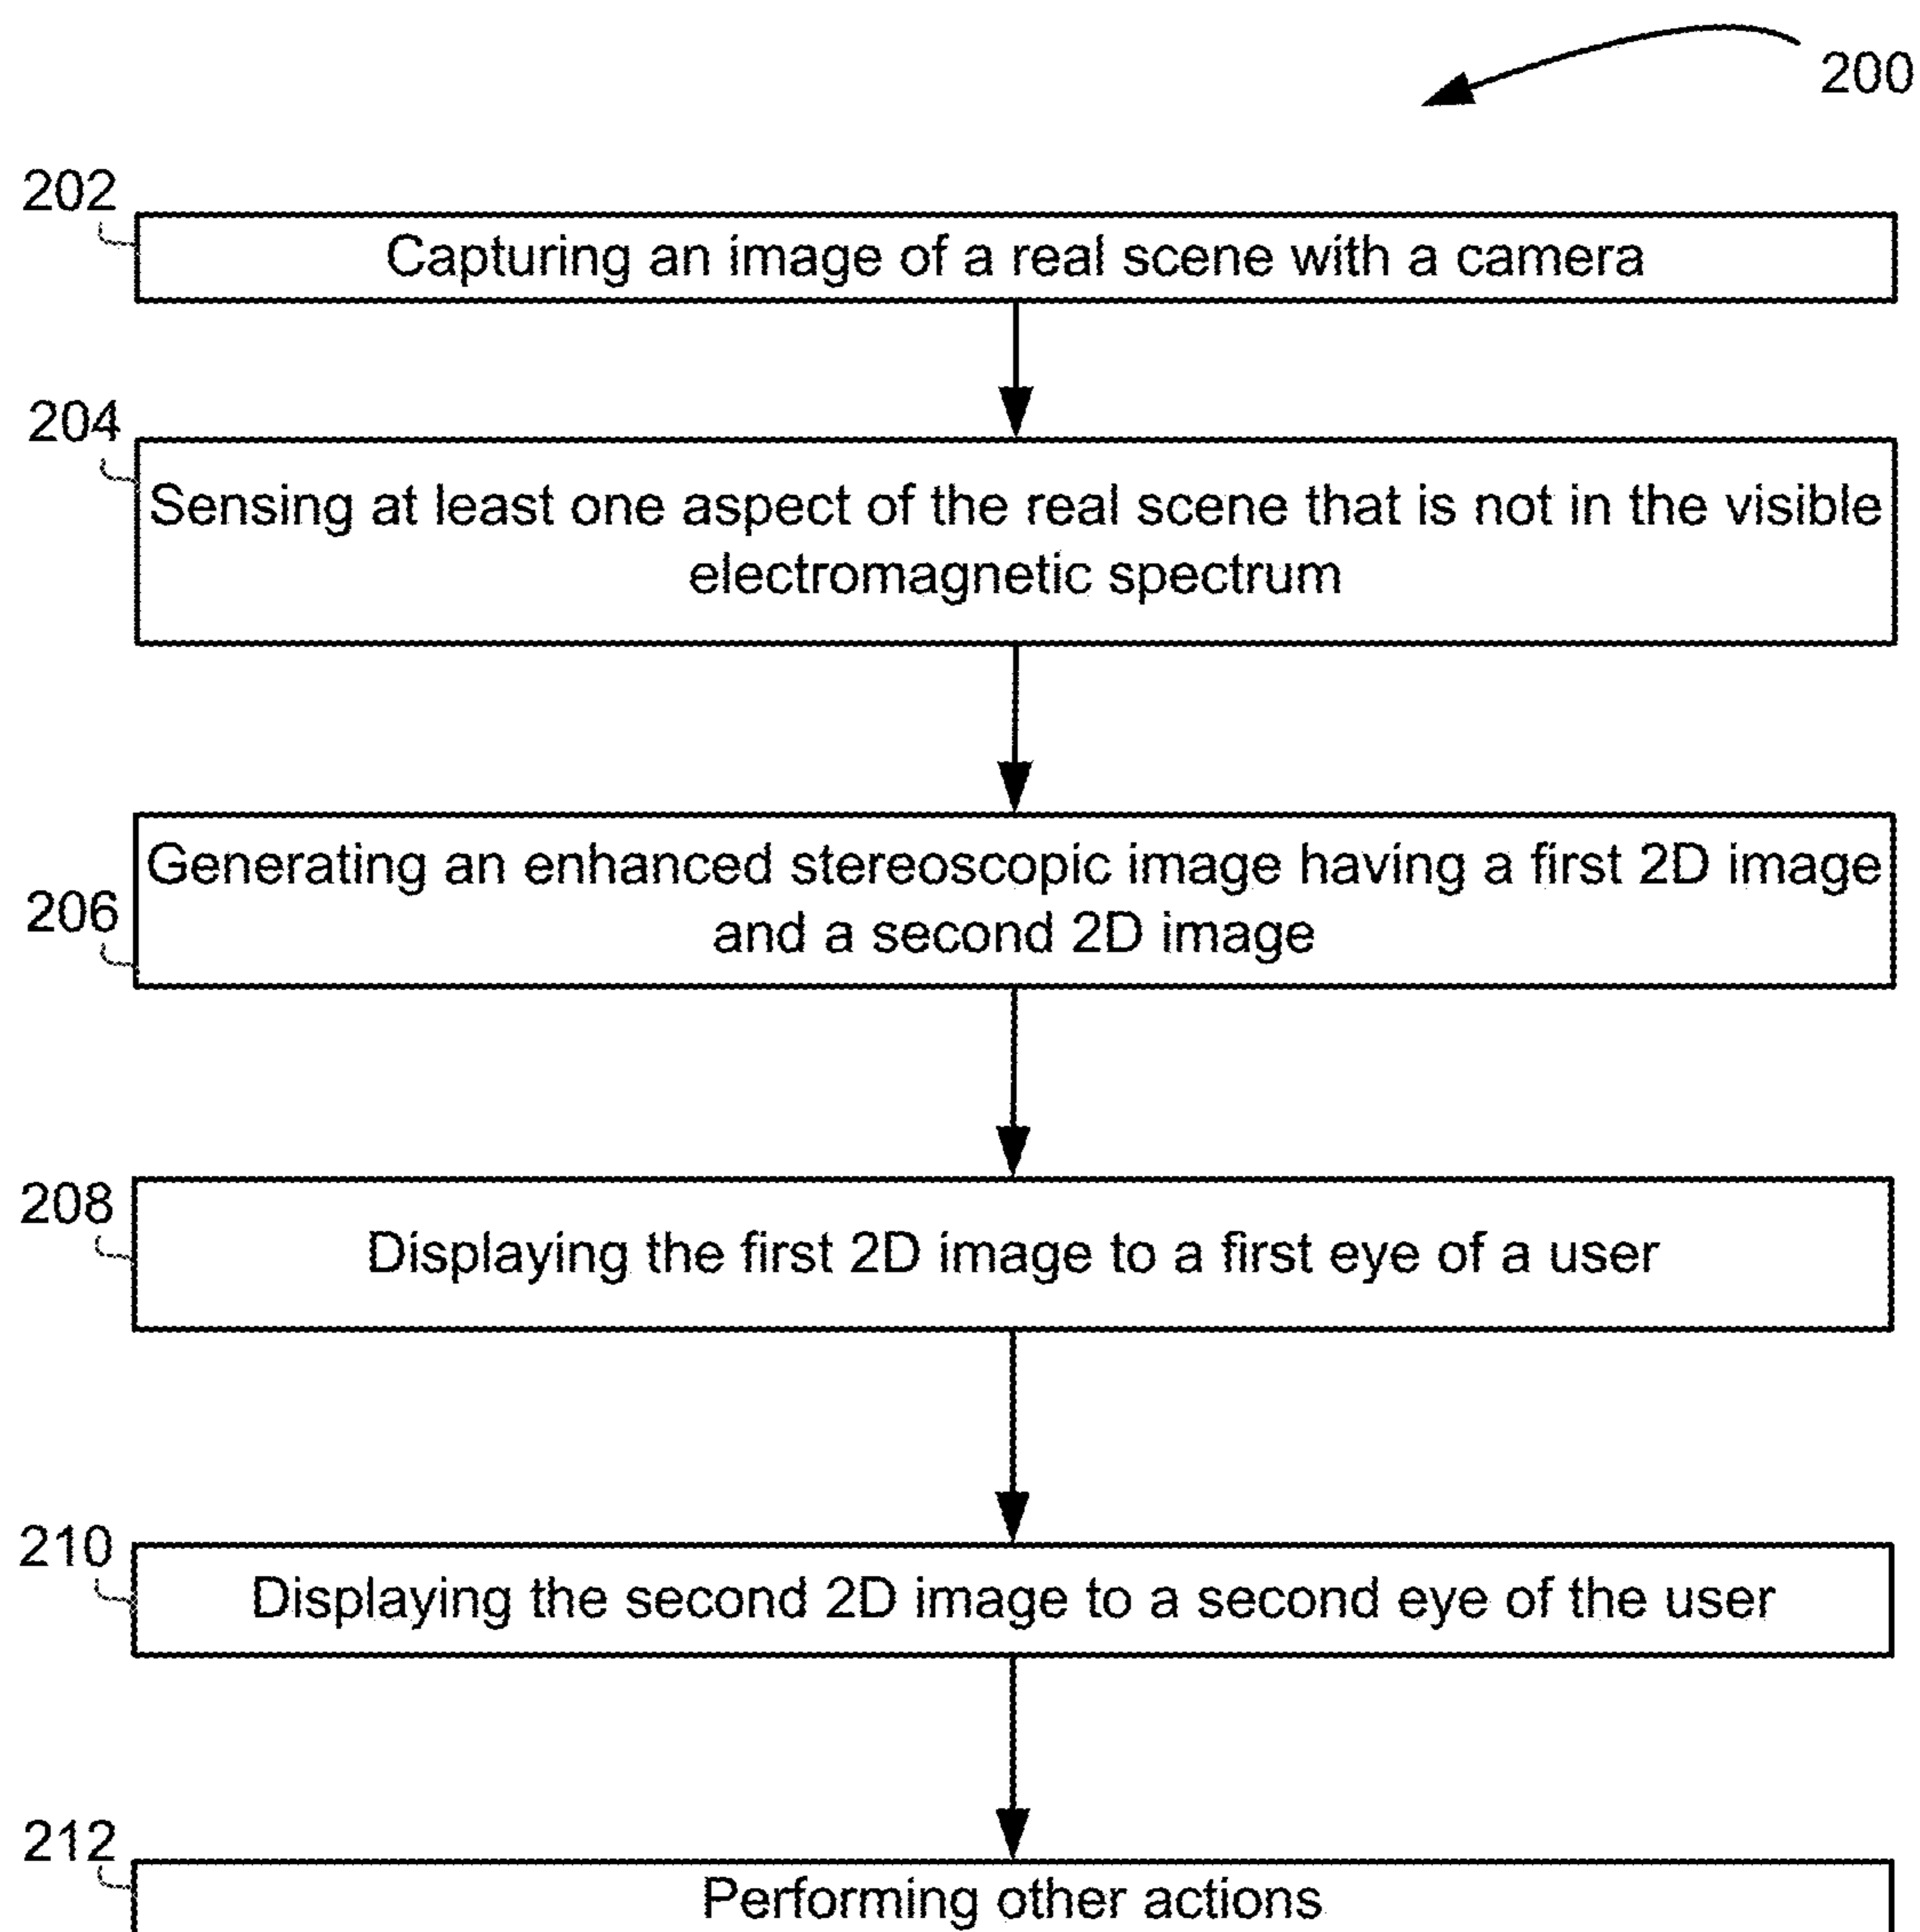 200
202
Capturing an image of a real scene with a camera
204
Sensing at least one aspect of the real scene that is not in the visible
electromagnetic spectrum
Generating an enhanced stereoscopic image having a first 2D image
206
and a second 2D image
208
Displaying the first 2D image to a first eye of a user
210
Displaying the second 2D image to a second eye of the user
212
Performing other actions